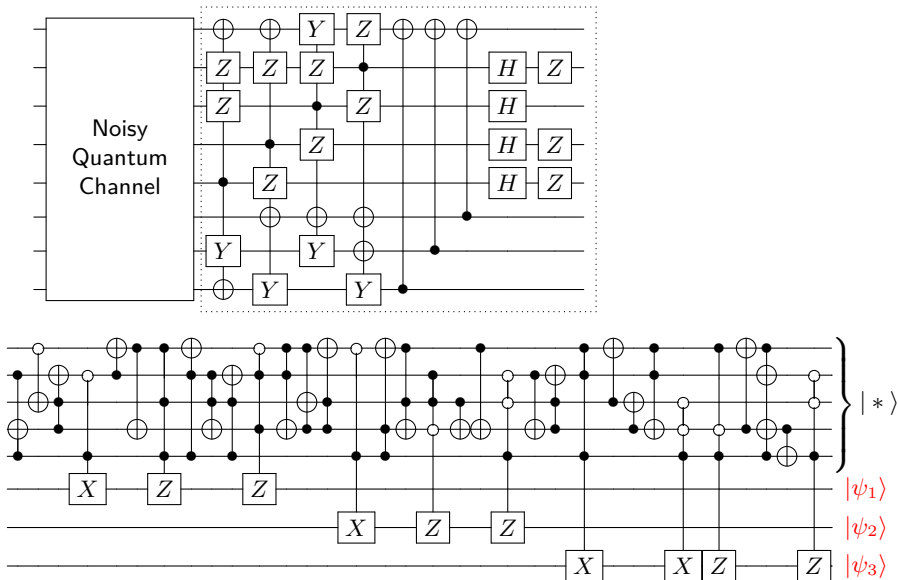 Y Z
Z Z Z H Z
Z Z H
Noisy
Quantum
Channel
Z H Z
Z H Z
Y Y
Y Y
| ∗ ⟩
X Z Z |ψ₁⟩
X Z Z |ψ₂⟩
X X Z Z |ψ₃⟩